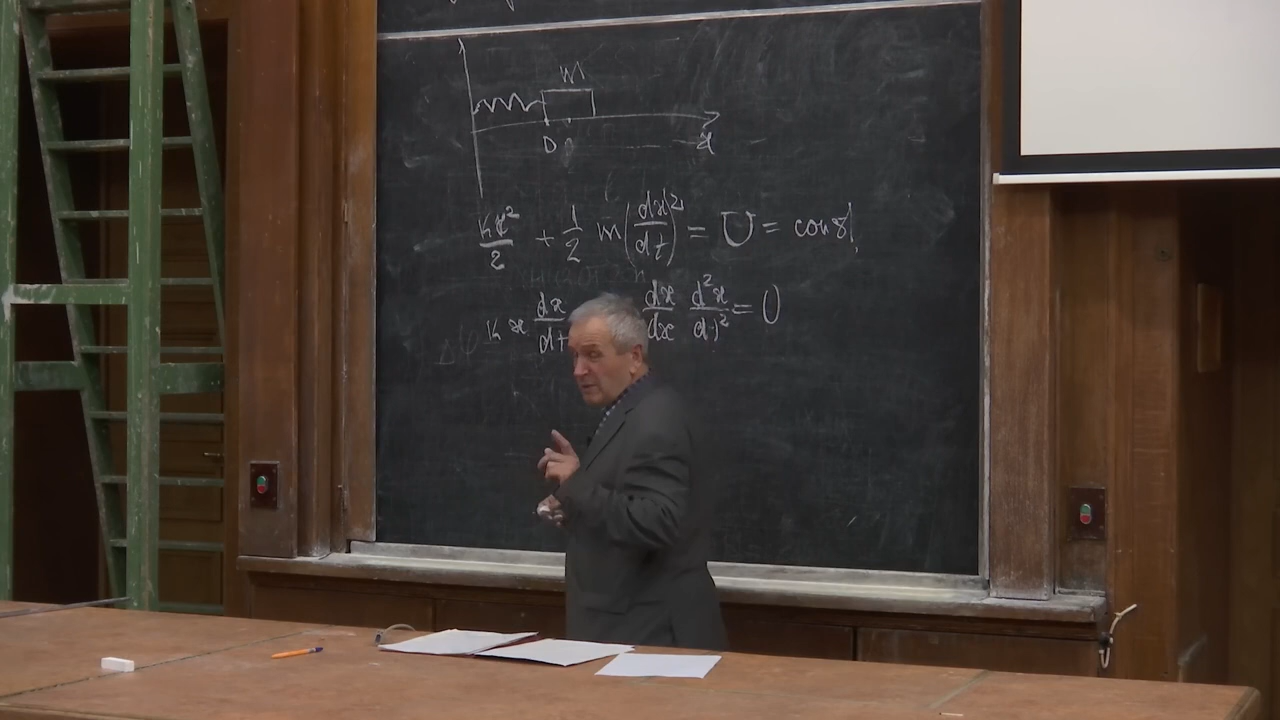 m
0 x
kx²/2 + 1/2 m(dx/dt)² = U = const,
kx dx/dt dx/dx d²x/dt² = 0